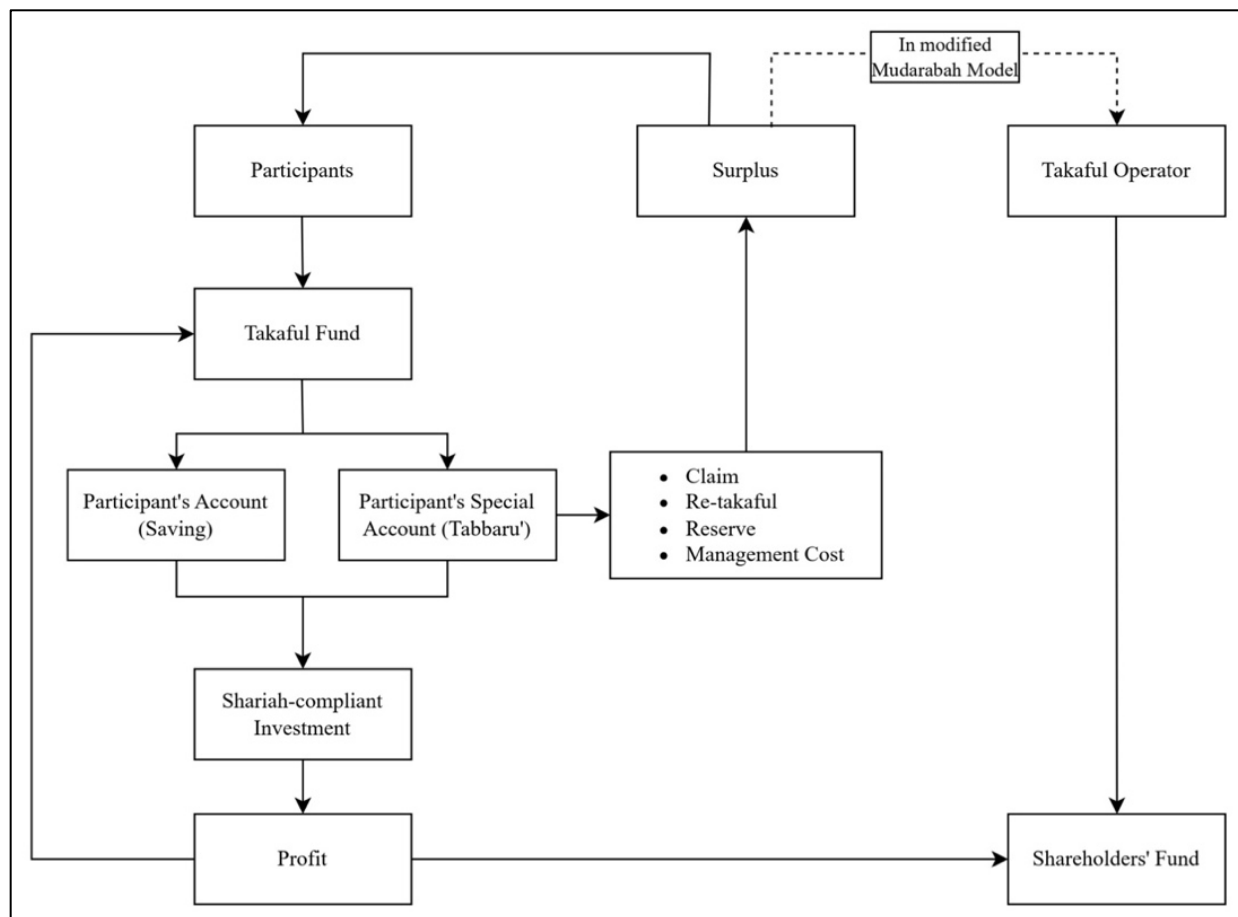 In modified
Mudarabah Model
Participants
Surplus
Takaful Operator
Takaful Fund
Participant's Account
(Saving)
Participant's Special
Account (Tabbaru')
• Claim
• Re-takaful
• Reserve
• Management Cost
Shariah-compliant
Investment
Profit
Shareholders' Fund